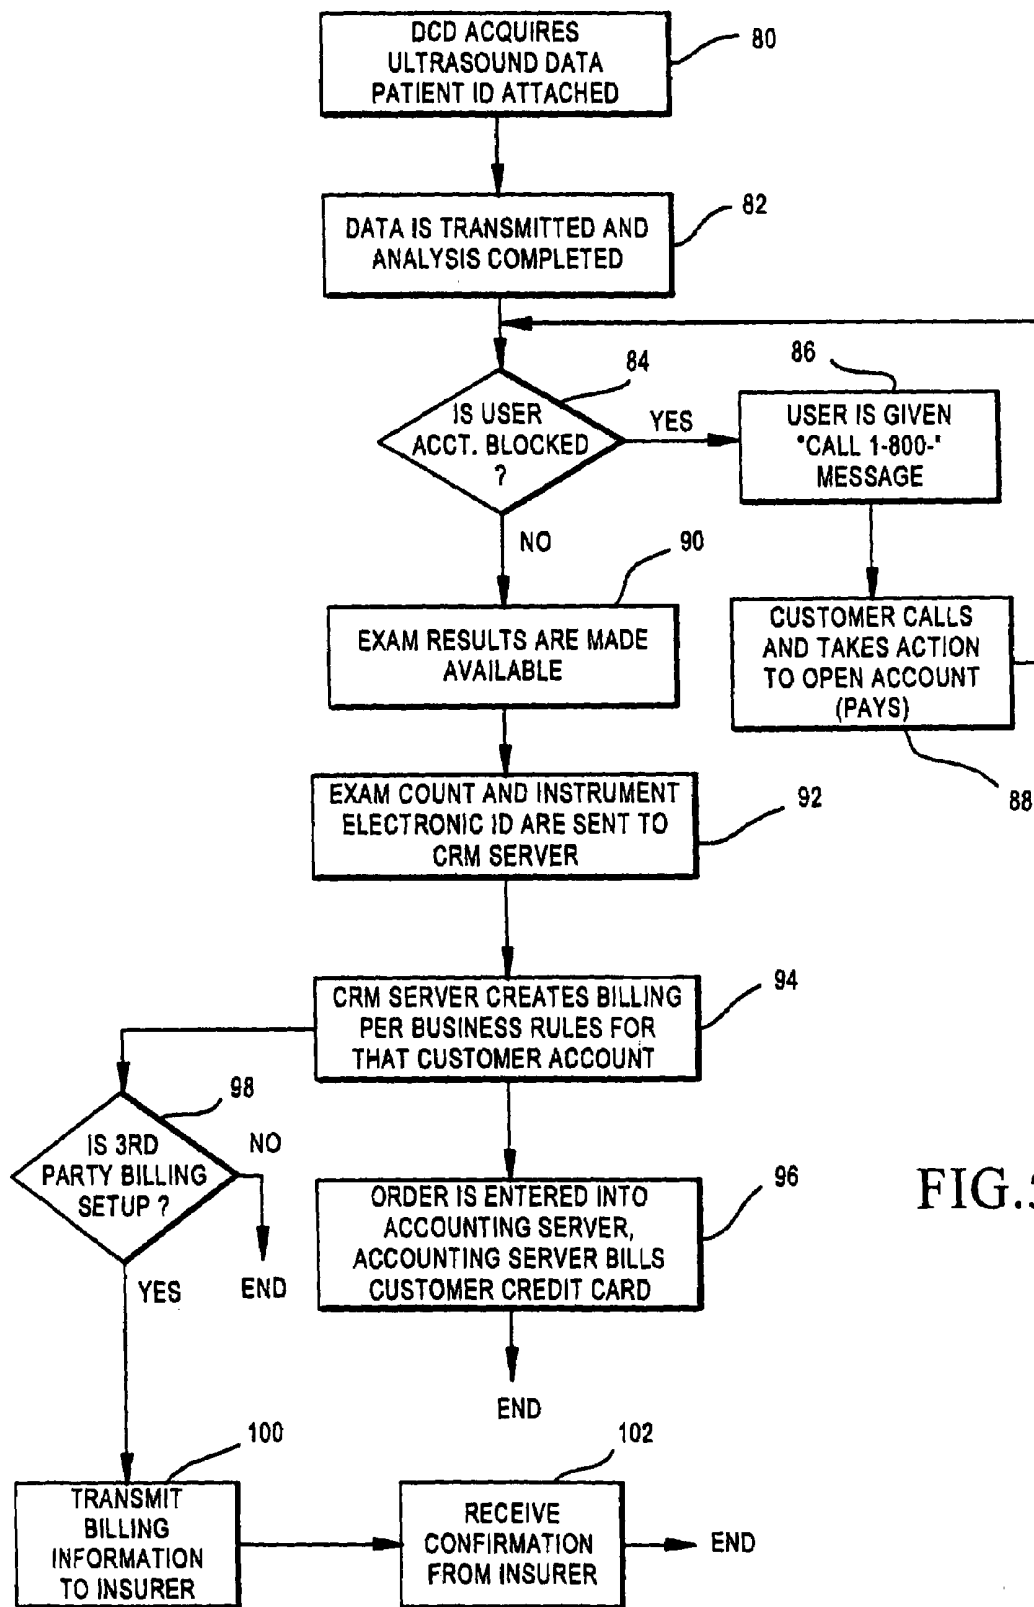 DCD ACQUIRES
ULTRASOUND DATA
PATIENT ID ATTACHED
80
DATA IS TRANSMITTED AND
ANALYSIS COMPLETED
82
IS USER
ACCT. BLOCKED
?
84
YES
NO
USER IS GIVEN
"CALL 1-800-"
MESSAGE
86
CUSTOMER CALLS
AND TAKES ACTION
TO OPEN ACCOUNT
(PAYS)
88
EXAM RESULTS ARE MADE
AVAILABLE
90
EXAM COUNT AND INSTRUMENT
ELECTRONIC ID ARE SENT TO
CRM SERVER
92
CRM SERVER CREATES BILLING
PER BUSINESS RULES FOR
THAT CUSTOMER ACCOUNT
94
IS 3RD
PARTY BILLING
SETUP ?
98
NO
END
YES
ORDER IS ENTERED INTO
ACCOUNTING SERVER,
ACCOUNTING SERVER BILLS
CUSTOMER CREDIT CARD
96
END
FIG.
TRANSMIT
BILLING
INFORMATION
TO INSURER
100
RECEIVE
CONFIRMATION
FROM INSURER
102
END